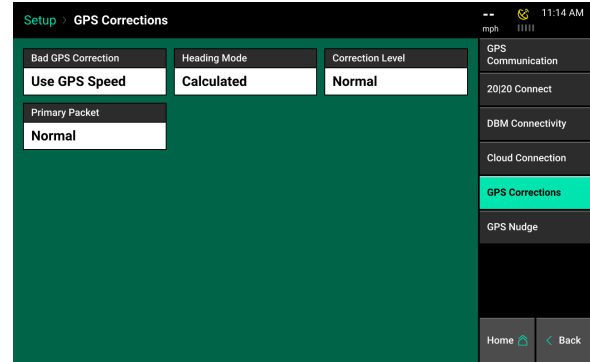 Setup > GPS Corrections
--
mph
11:14 AM
Bad GPS Correction
Use GPS Speed
Heading Mode
Calculated
Correction Level
Normal
Primary Packet
Normal
GPS
Communication
20|20 Connect
DBM Connectivity
Cloud Connection
GPS Corrections
GPS Nudge
Home
< Back